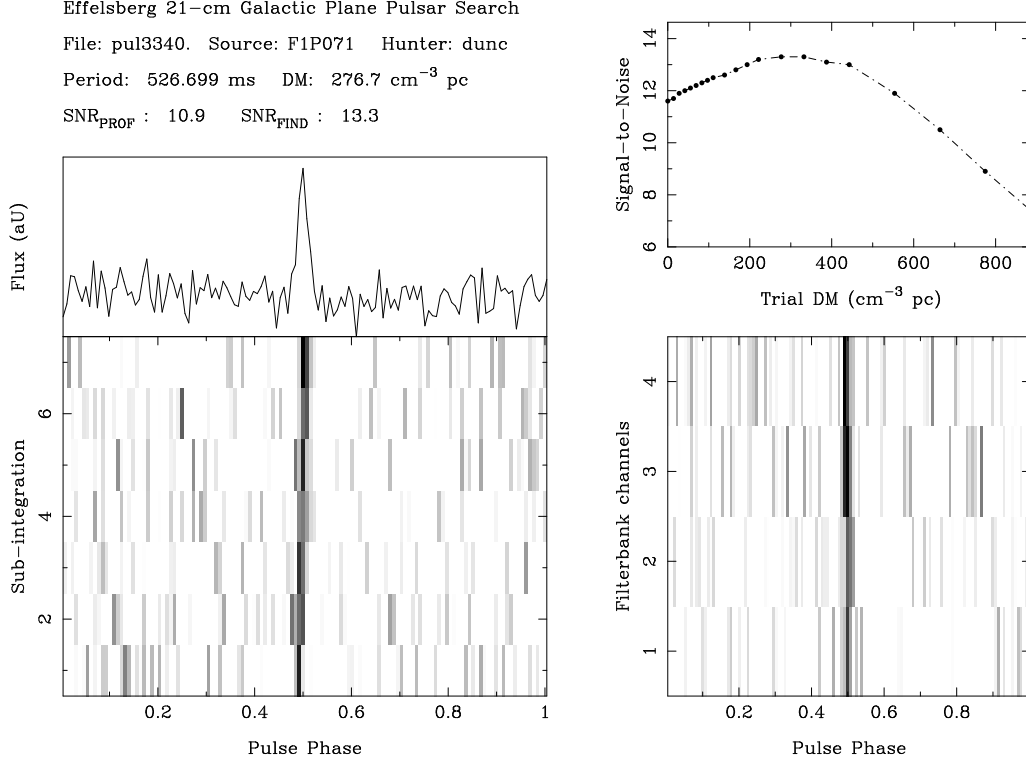 Effelsberg 21-cm Galactic Plane Pulsar Search
File: pul3340. Source: F1P071 Hunter: dunc
Period: 526.699 ms DM: 276.7 cm⁻³ pc
SNR_PROF : 10.9 SNR_FIND : 13.3
Flux (aU)
Sub-integration
6
4
2
0.2 0.4 0.6 0.8 1
Pulse Phase
Signal-to-Noise
14
12
10
8
6
0 200 400 600 800
Trial DM (cm⁻³ pc)
Filterbank channels
4
3
2
1
0.2 0.4 0.6 0.8
Pulse Phase